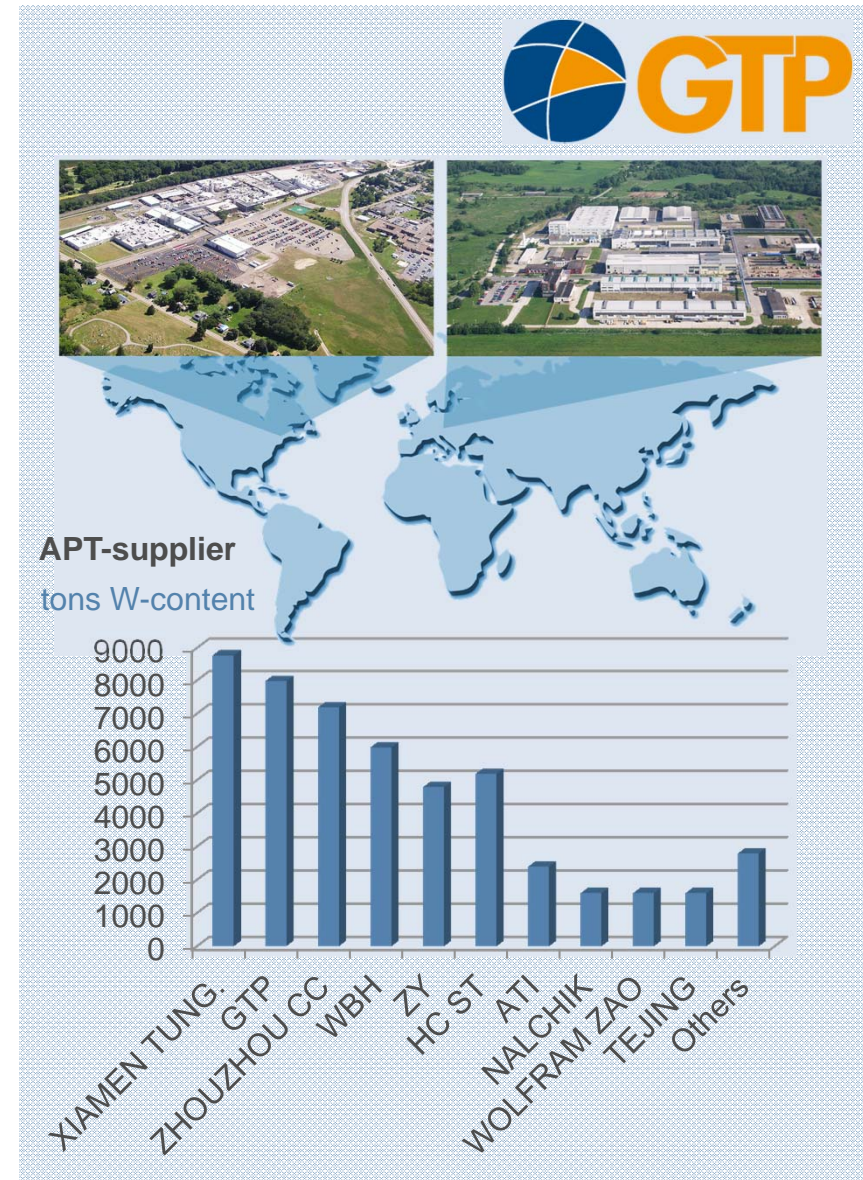 GTP
APT-supplier
tons W-content
9000
8000
7000
6000
5000
4000
3000
2000
1000
0
XIAMEN TUNG.
GTP
ZHOUZHOU CC
WBH
ZY
HC ST
ATI
NALCHIK
WOLFRAM ZAO
TEJING
Others